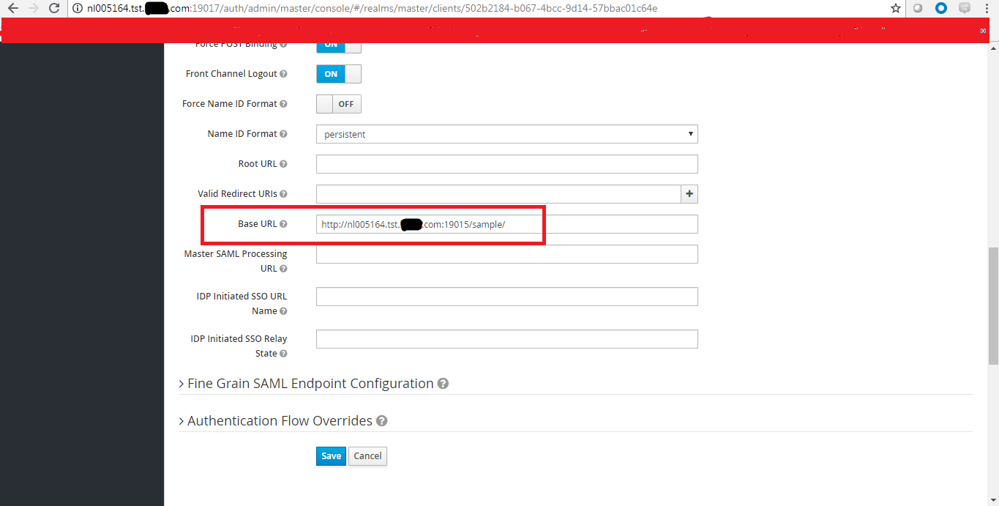 nl005164.tst. .com:19017/auth/admin/master/console/#/realms/master/clients/502b2184-b067-4bcc-9d14-57bbac01c64e
Force POST Binding
ON
Front Channel Logout
ON
Force Name ID Format
OFF
Name ID Format
persistent
Root URL
Valid Redirect URIs
+
Base URL
http://nl005164.tst. .com:19015/sample/
Master SAML Processing
URL
IDP Initiated SSO URL
Name
IDP Initiated SSO Relay
State
Fine Grain SAML Endpoint Configuration
Authentication Flow Overrides
Save Cancel